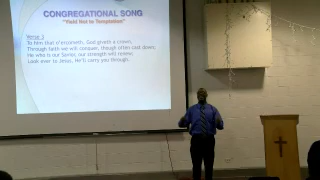 CONGREGATIONAL SONG
"Yield Not to Temptation"
Verse 3
To him that o'ercometh, God giveth a crown,
Through faith we will conquer, though often cast down;
He who is our Savior, our strength will renew;
Look ever to Jesus, He'll carry you through.